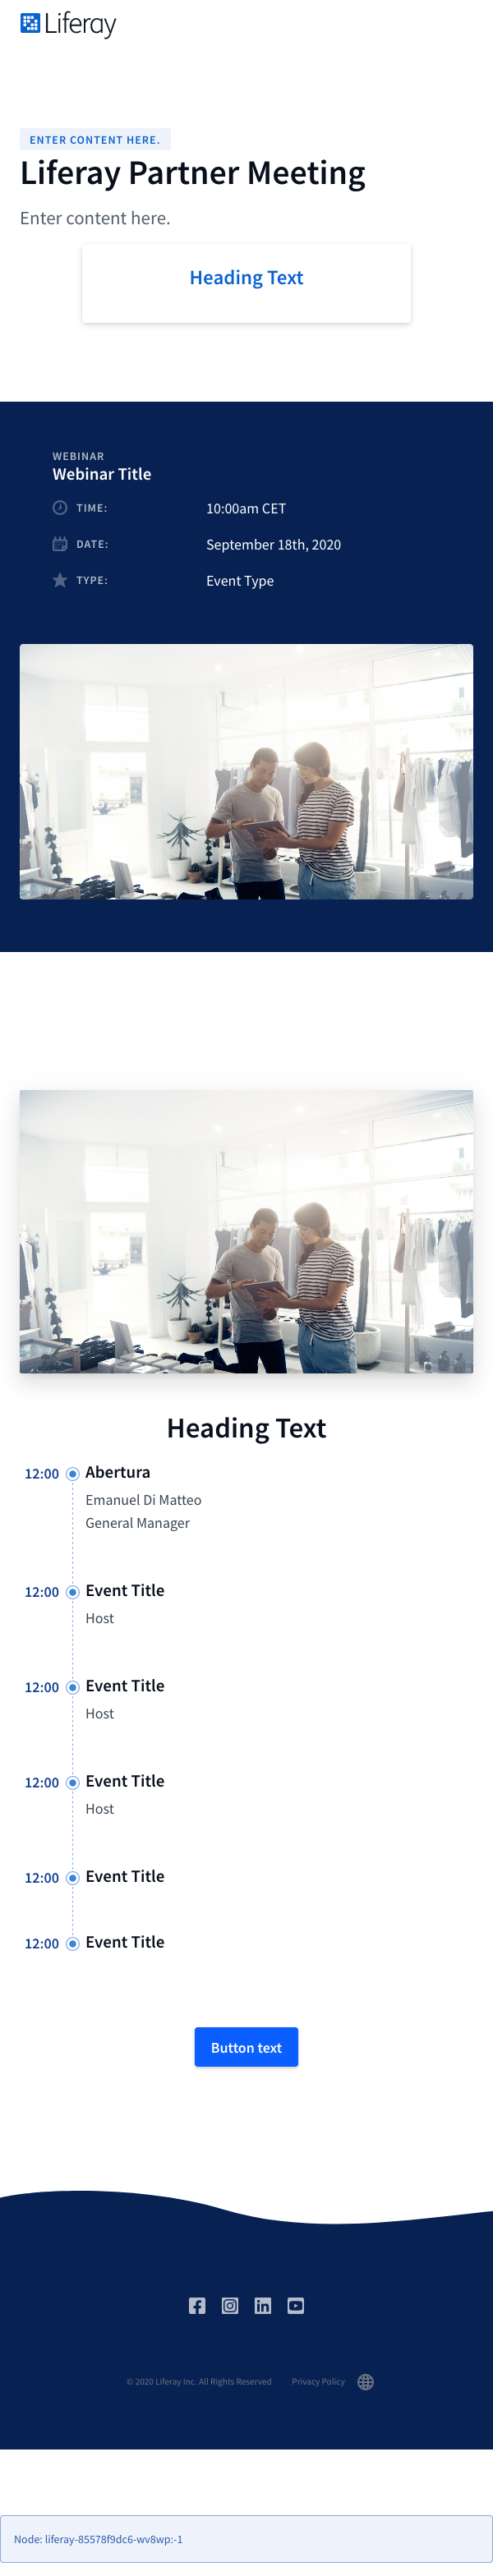 Liferay
ENTER CONTENT HERE.
Liferay Partner Meeting
Enter content here.
Heading Text
WEBINAR
Webinar Title
TIME: 10:00am CET
DATE: September 18th, 2020
TYPE: Event Type
Heading Text
12:00 Abertura
Emanuel Di Matteo
General Manager
12:00 Event Title
Host
12:00 Event Title
Host
12:00 Event Title
Host
12:00 Event Title
12:00 Event Title
Button text
© 2020 Liferay Inc. All Rights Reserved Privacy Policy
Node: liferay-85578f9dc6-wv8wp:-1